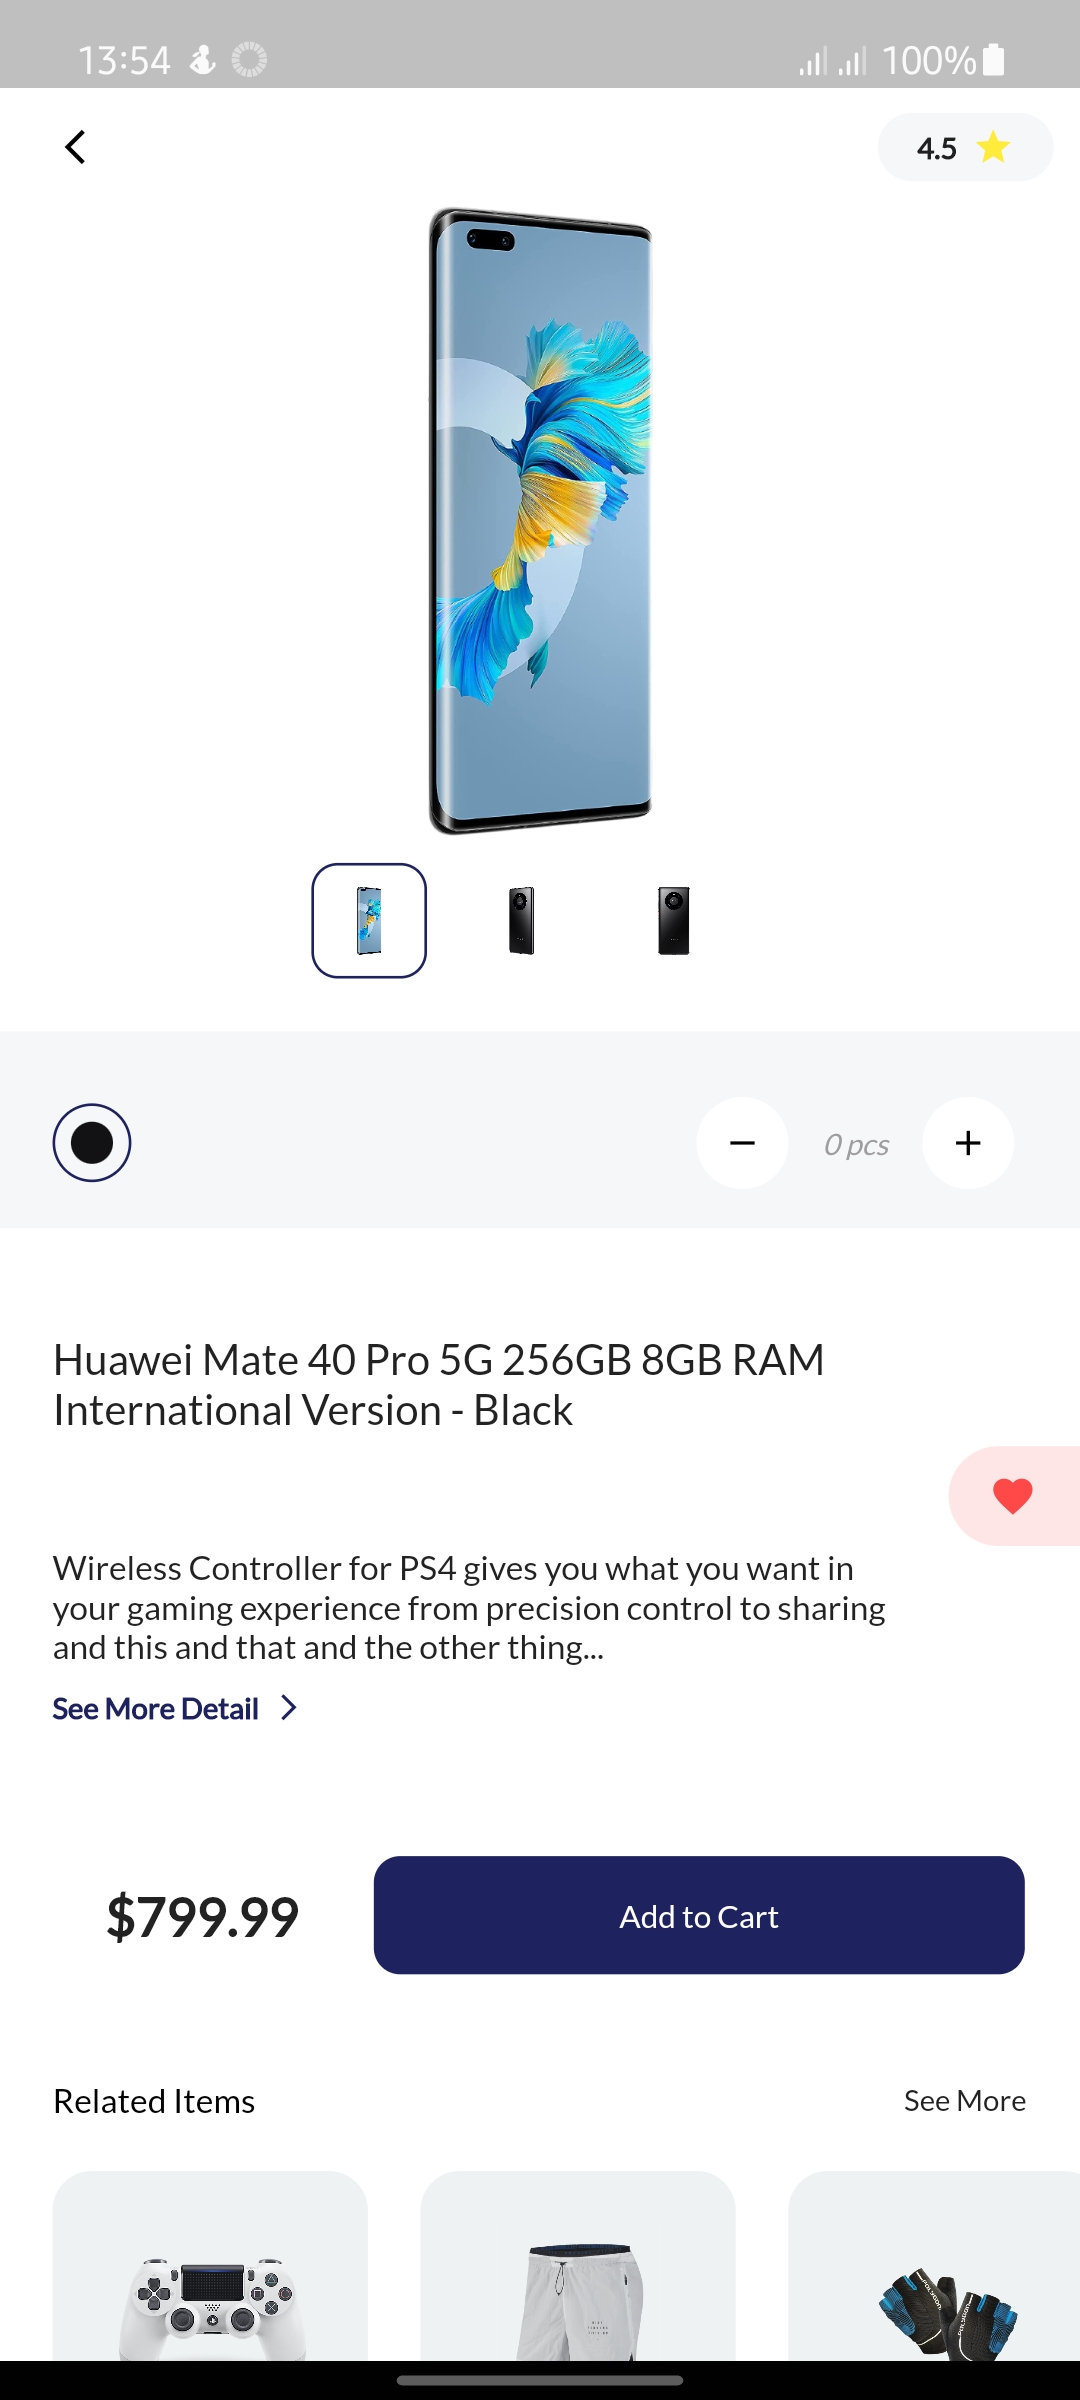 13:54
100%
4.5
0 pcs
Huawei Mate 40 Pro 5G 256GB 8GB RAM
International Version - Black
Wireless Controller for PS4 gives you what you want in
your gaming experience from precision control to sharing
and this and that and the other thing...
See More Detail
$799.99
Add to Cart
Related Items
See More
POLYGON
POLYGON